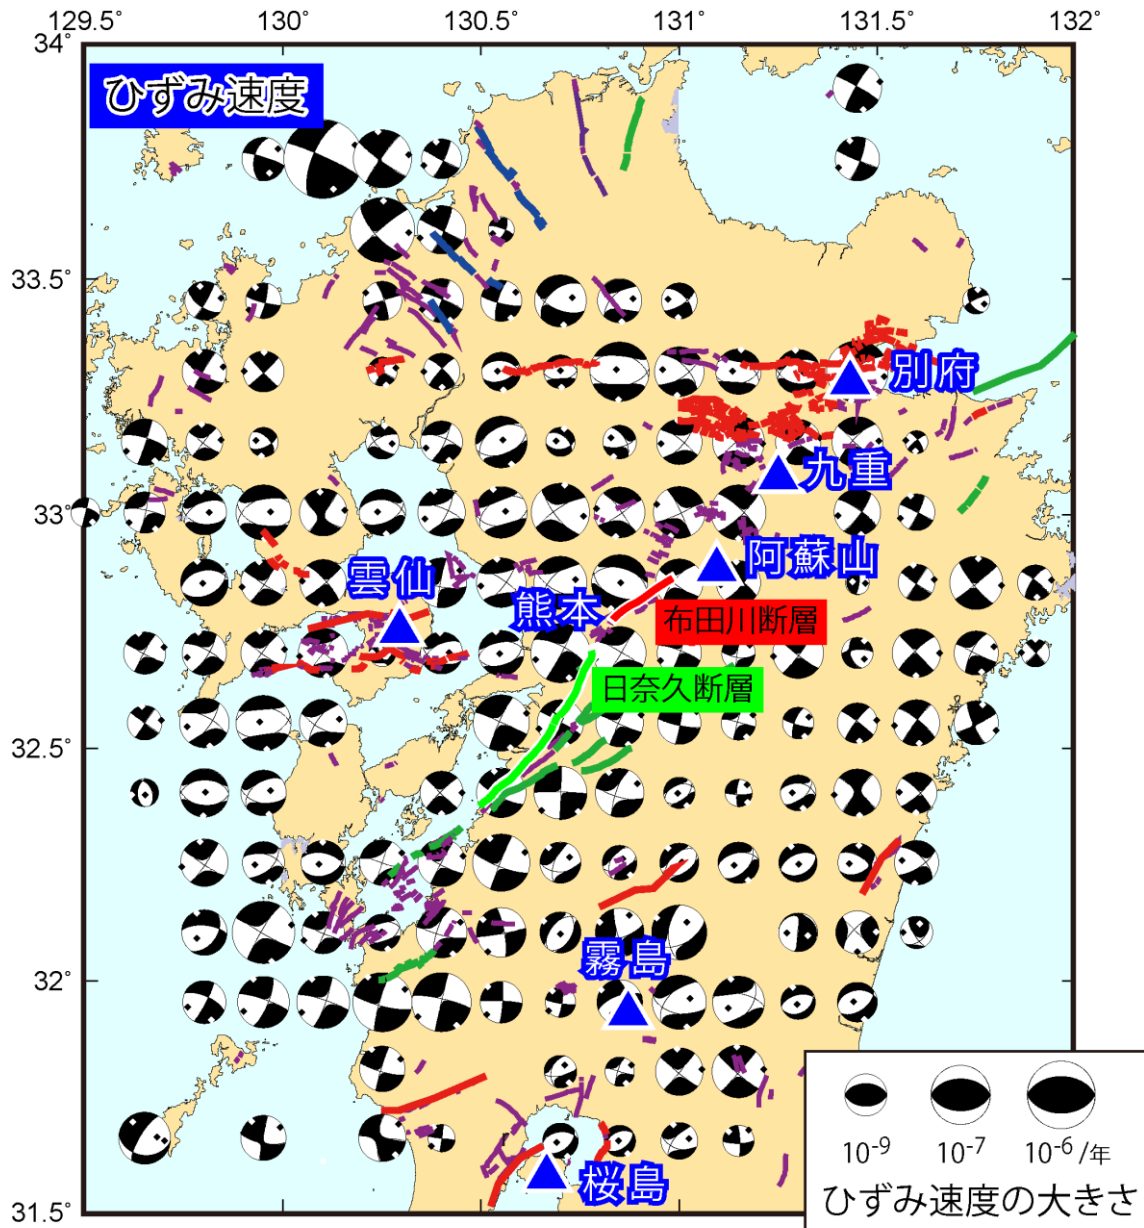 129.5° 130° 130.5° 131° 131.5° 132°
34°
ひずみ速度
33.5°
別府
九重
33°
阿蘇山
雲仙
熊本
布田川断層
日奈久断層
32.5°
霧島
32°
10-9 10-7 10-6 /年
桜島
ひずみ速度の大きさ
31.5°